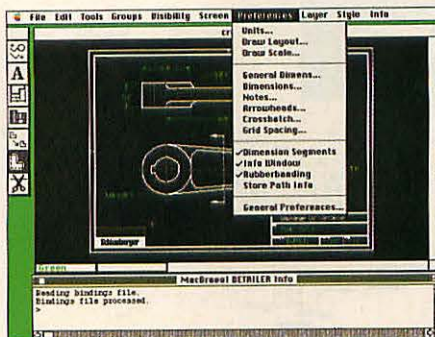 File Edit Tools Groups Visibility Screen Preferences Layer Style Info
Units...
Draw Layout...
Draw Scale...
General Dimens...
Dimensions...
Notes...
Arrowheads...
Crosshatch...
Grid Spacing...
✓Dimension Segments
✓Info Window
✓Rubberbanding
Store Path Info
General Preferences...
A
Schlumberger
Green
MacBravo! DETAILER Info
Reading bindings file.
Bindings file processed.
>